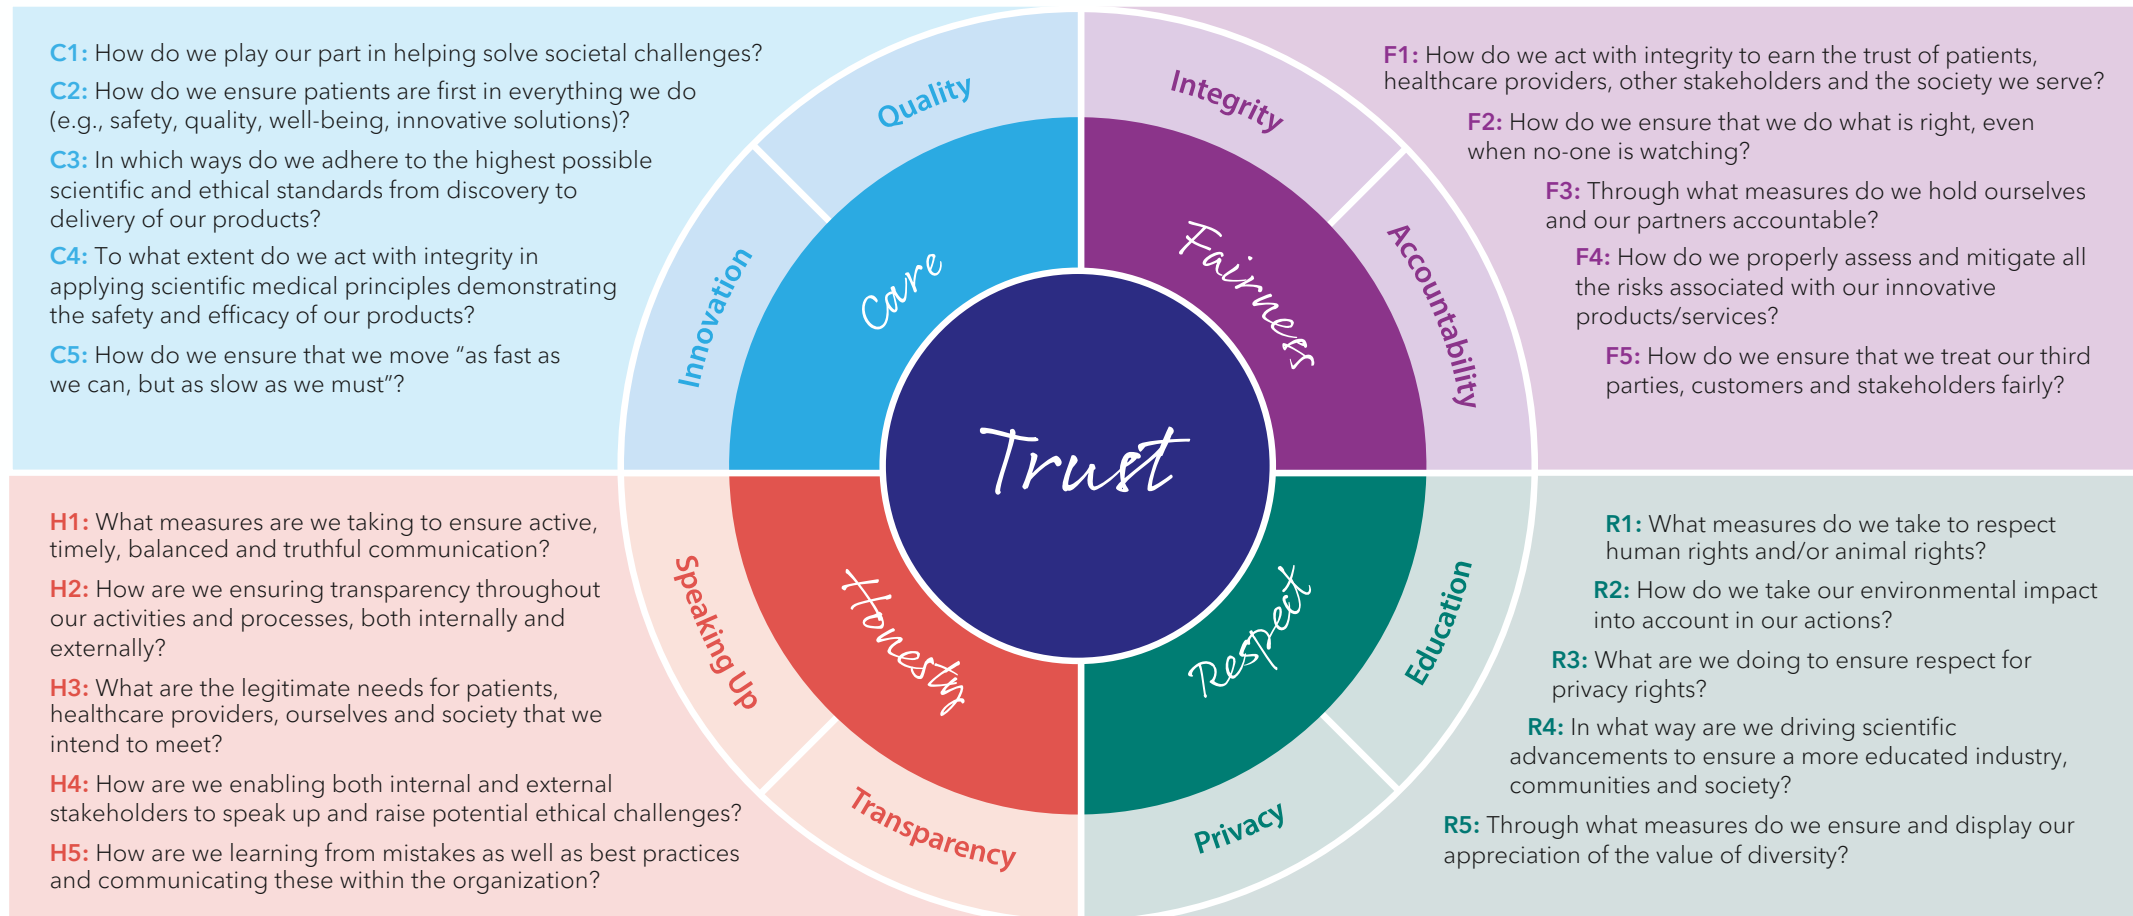 C1: How do we play our part in helping solve societal challenges?
C2: How do we ensure patients are first in everything we do
(e.g., safety, quality, well-being, innovative solutions)?
C3: In which ways do we adhere to the highest possible
scientific and ethical standards from discovery to
delivery of our products?
C4: To what extent do we act with integrity in
applying scientific medical principles demonstrating
the safety and efficacy of our products?
C5: How do we ensure that we move “as fast as
we can, but as slow as we must”?
Quality
Innovation
Care
Integrity
Accountability
Fairness
F1: How do we act with integrity to earn the trust of patients,
healthcare providers, other stakeholders and the society we serve?
F2: How do we ensure that we do what is right, even
when no-one is watching?
F3: Through what measures do we hold ourselves
and our partners accountable?
F4: How do we properly assess and mitigate all
the risks associated with our innovative
products/services?
F5: How do we ensure that we treat our third
parties, customers and stakeholders fairly?
Trust
H1: What measures are we taking to ensure active,
timely, balanced and truthful communication?
H2: How are we ensuring transparency throughout
our activities and processes, both internally and
externally?
H3: What are the legitimate needs for patients,
healthcare providers, ourselves and society that we
intend to meet?
H4: How are we enabling both internal and external
stakeholders to speak up and raise potential ethical challenges?
H5: How are we learning from mistakes as well as best practices
and communicating these within the organization?
Speaking Up
Transparency
Honesty
Respect
Education
Privacy
R1: What measures do we take to respect
human rights and/or animal rights?
R2: How do we take our environmental impact
into account in our actions?
R3: What are we doing to ensure respect for
privacy rights?
R4: In what way are we driving scientific
advancements to ensure a more educated industry,
communities and society?
R5: Through what measures do we ensure and display our
appreciation of the value of diversity?